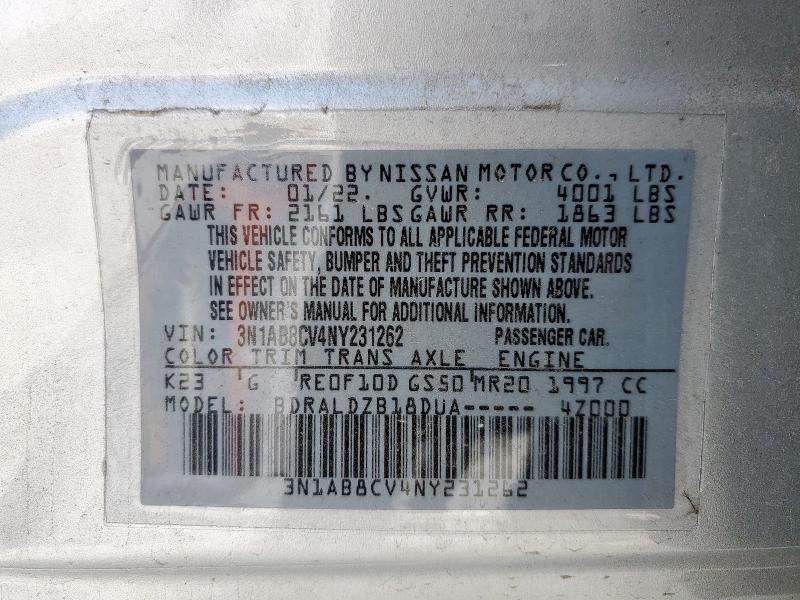 MANUFACTURED BY NISSAN MOTOR CO., LTD.
DATE: 01/22. GVWR: 4001 LBS
GAWR FR: 2161 LBS GAWR RR: 1863 LBS
THIS VEHICLE CONFORMS TO ALL APPLICABLE FEDERAL MOTOR
VEHICLE SAFETY, BUMPER AND THEFT PREVENTION STANDARDS
IN EFFECT ON THE DATE OF MANUFACTURE SHOWN ABOVE.
SEE OWNER'S MANUAL FOR ADDITIONAL INFORMATION.
VIN: 3N1AB8CV4NY231262 PASSENGER CAR.
COLOR TRIM TRANS AXLE ENGINE
K23 G RE0F10D GS50 MR20 1997 CC
MODEL: BDRALDZB18DUA----- 4Z000
3N1AB8CV4NY231262